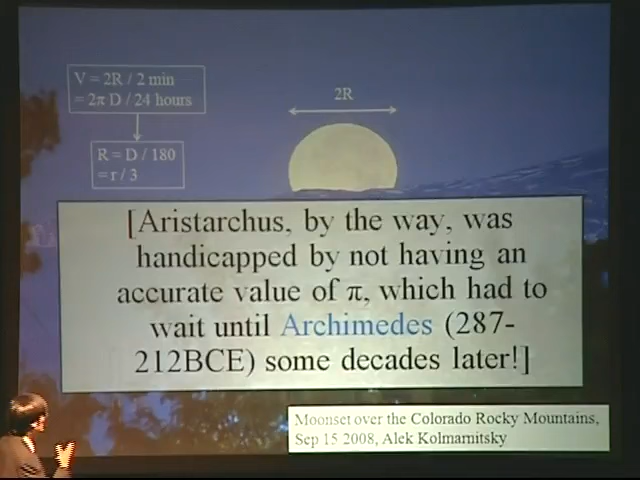 V = 2R / 2 min
= 2π D / 24 hours
2R
R = D / 180
= r / 3
[Aristarchus, by the way, was
handicapped by not having an
accurate value of π, which had to
wait until Archimedes (287-
212BCE) some decades later!]
Moonset over the Colorado Rocky Mountains,
Sep 15 2008, Alek Kolmarnitsky